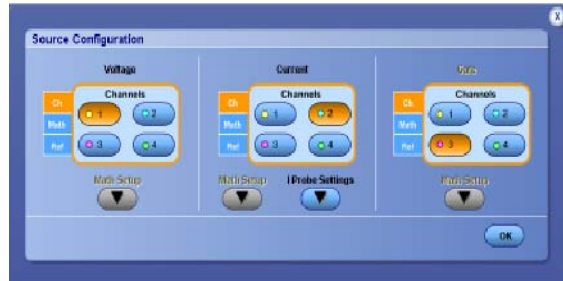 X
Source Configuration
Voltage
Channels
Ch
Math
Ref
1
2
3
4
Math Setup
Current
Channels
Ch
Math
Ref
1
2
3
4
Math Setup
I Probe Settings
Gate
Channels
Ch
Math
Ref
1
2
3
4
Math Setup
OK